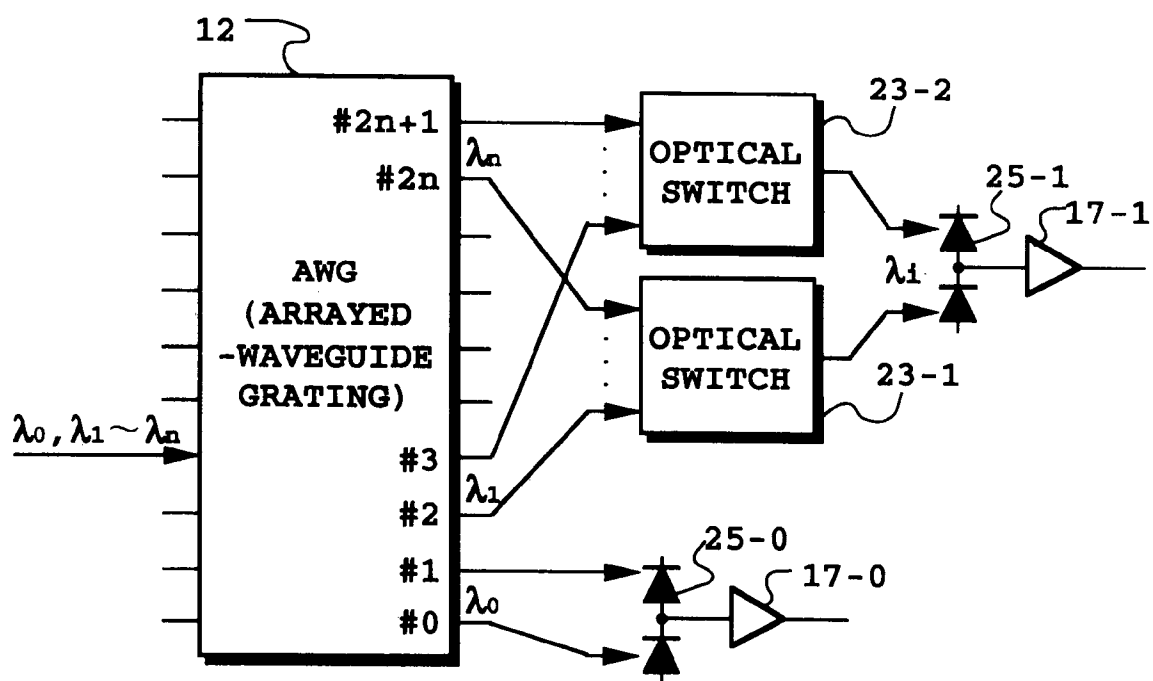 12
#2n+1
λn
#2n
AWG
(ARRAYED
-WAVEGUIDE
GRATING)
λ0, λ1～λn
#3
λ1
#2
#1
λ0
#0
OPTICAL
SWITCH
23-2
OPTICAL
SWITCH
23-1
25-1
17-1
λi
25-0
17-0